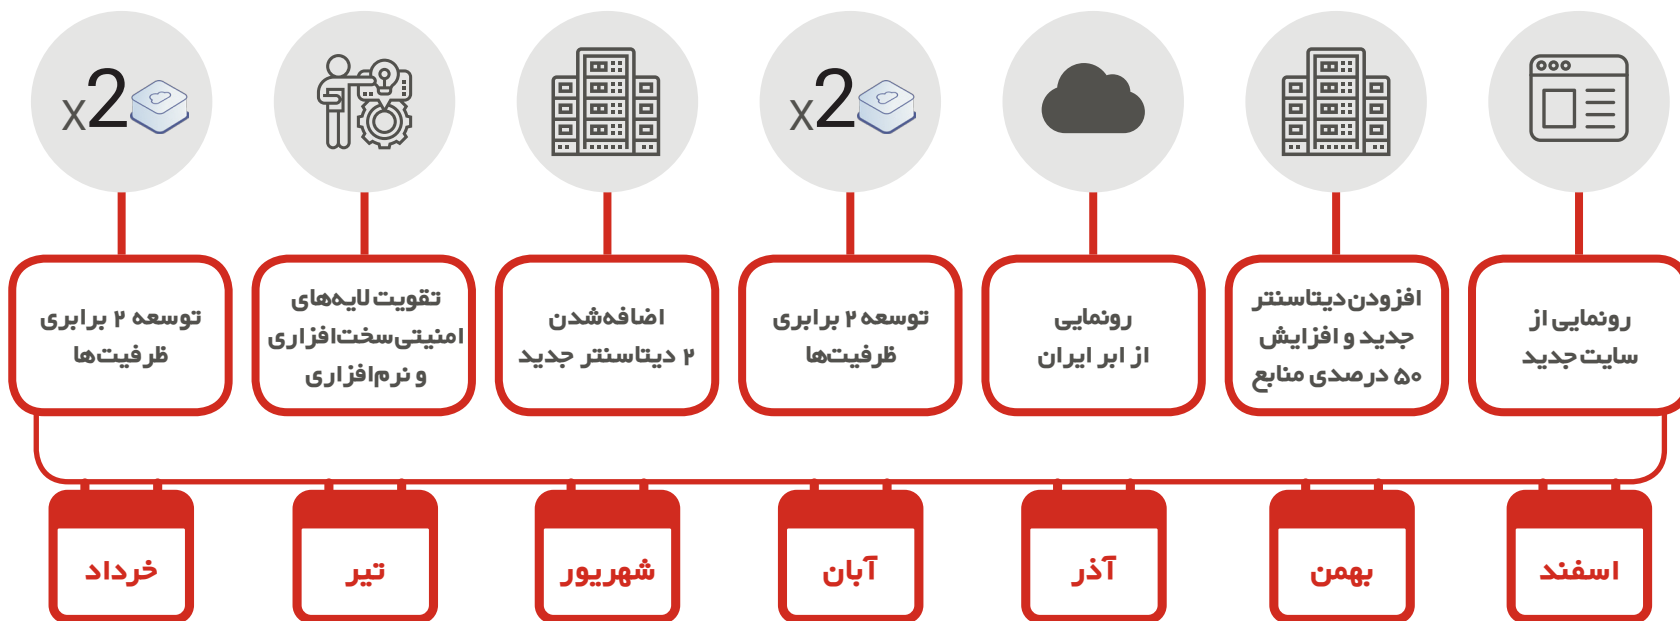 x2
x2
توسعه ۲ برابری
ظرفیت‌ها
تقویت لایه‌های
امنیتی سخت‌افزاری
و نرم‌افزاری
اضافه‌شدن
۲ دیتاسنتر جدید
توسعه ۲ برابری
ظرفیت‌ها
رونمایی
از ابر ایران
افزودن دیتاسنتر
جدید و افزایش
۵۰ درصدی منابع
رونمایی از
سایت جدید
خرداد
تیر
شهریور
آبان
آذر
بهمن
اسفند